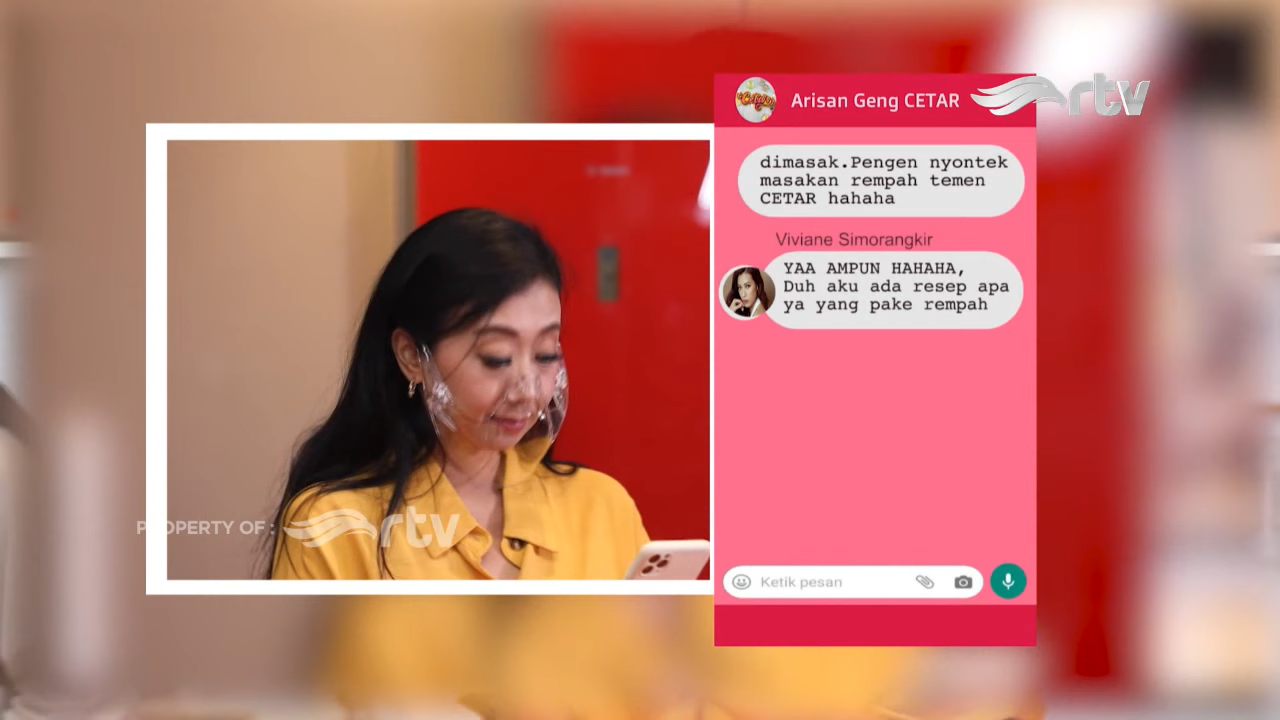 Arisan Geng CETAR
rtv
dimasak.Pengen nyontek
masakan rempah temen
CETAR hahaha
Viviane Simorangkir
YAA AMPUN HAHAHA,
Duh aku ada resep apa
ya yang pake rempah
PROPERTY OF : rtv
Ketik pesan